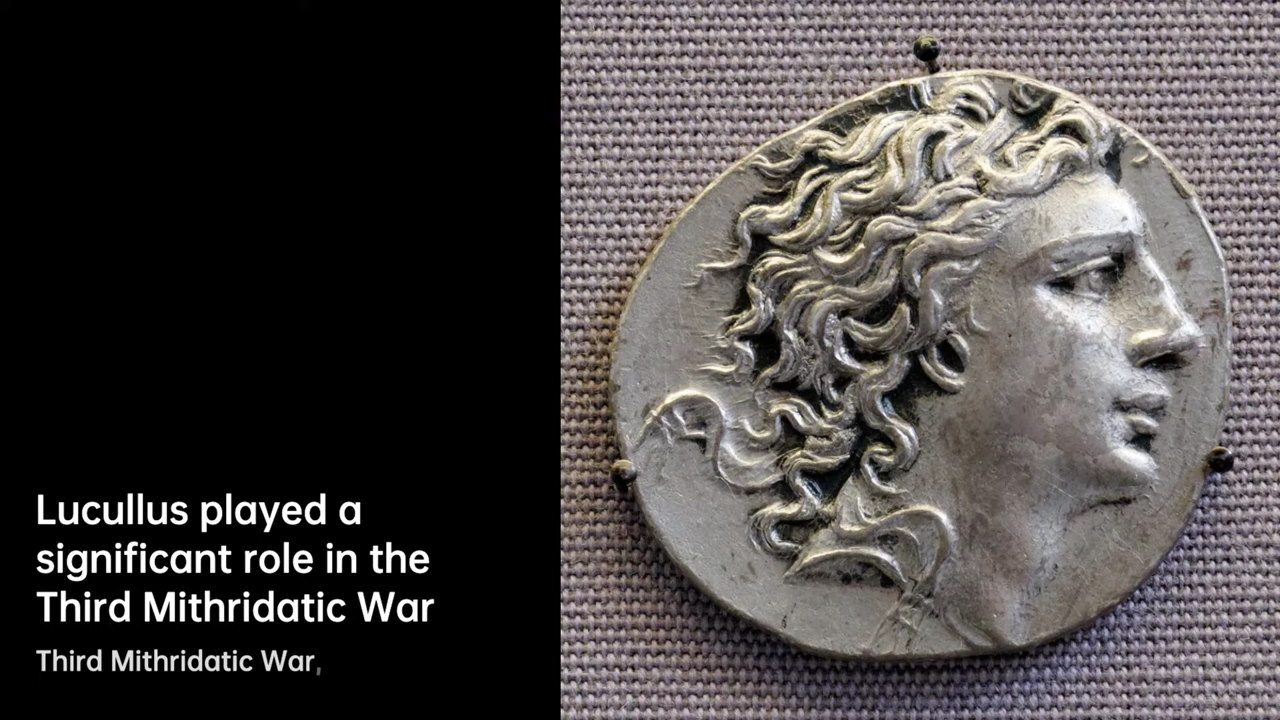 Lucullus played a
significant role in the
Third Mithridatic War
Third Mithridatic War,